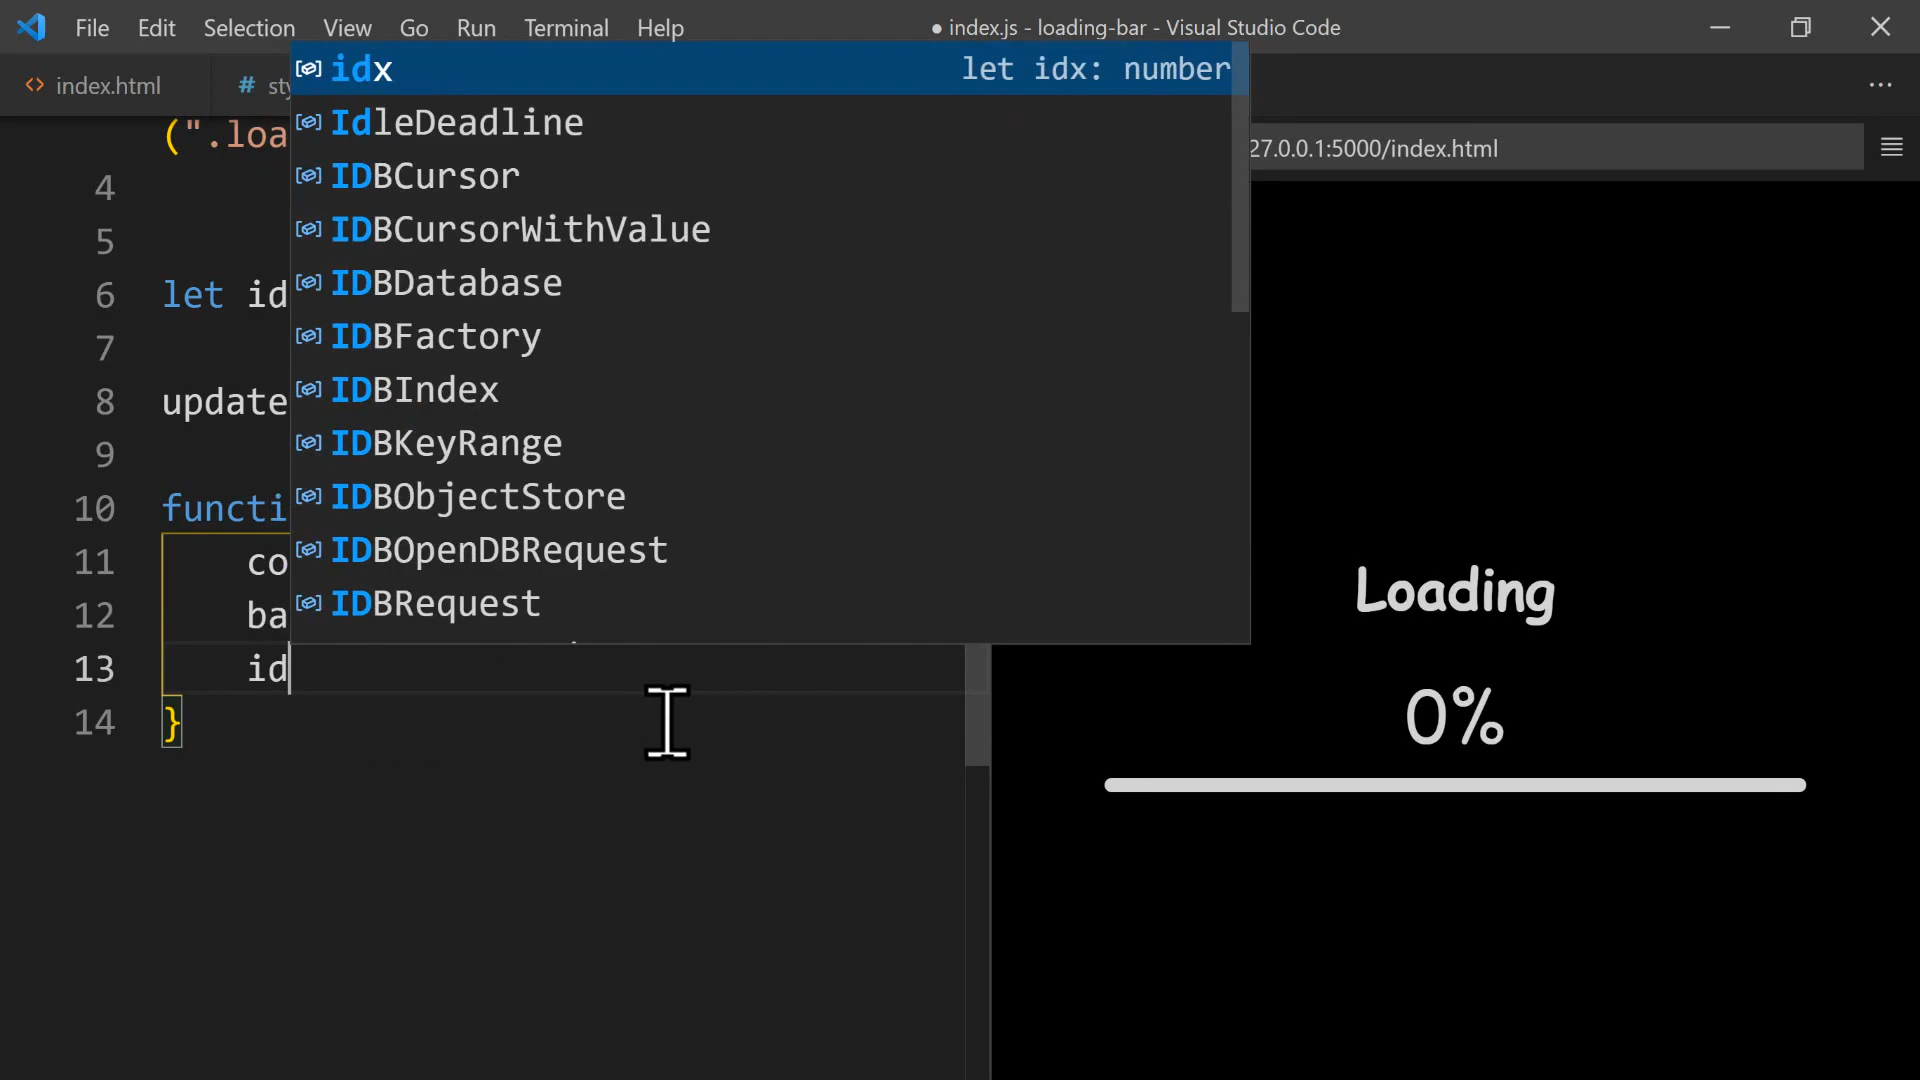 File Edit Selection View Go Run Terminal Help ● index.js - loading-bar - Visual Studio Code
<> index.html # sty ...
idx let idx: number
IdleDeadline
IDBCursor
IDBCursorWithValue
IDBDatabase
IDBFactory
IDBIndex
IDBKeyRange
IDBObjectStore
IDBOpenDBRequest
IDBRequest
(".loa
4
5
6 let id
7
8 update
9
10 functi
11 co
12 ba
13 id
14 }
27.0.0.1:5000/index.html
Loading
0%